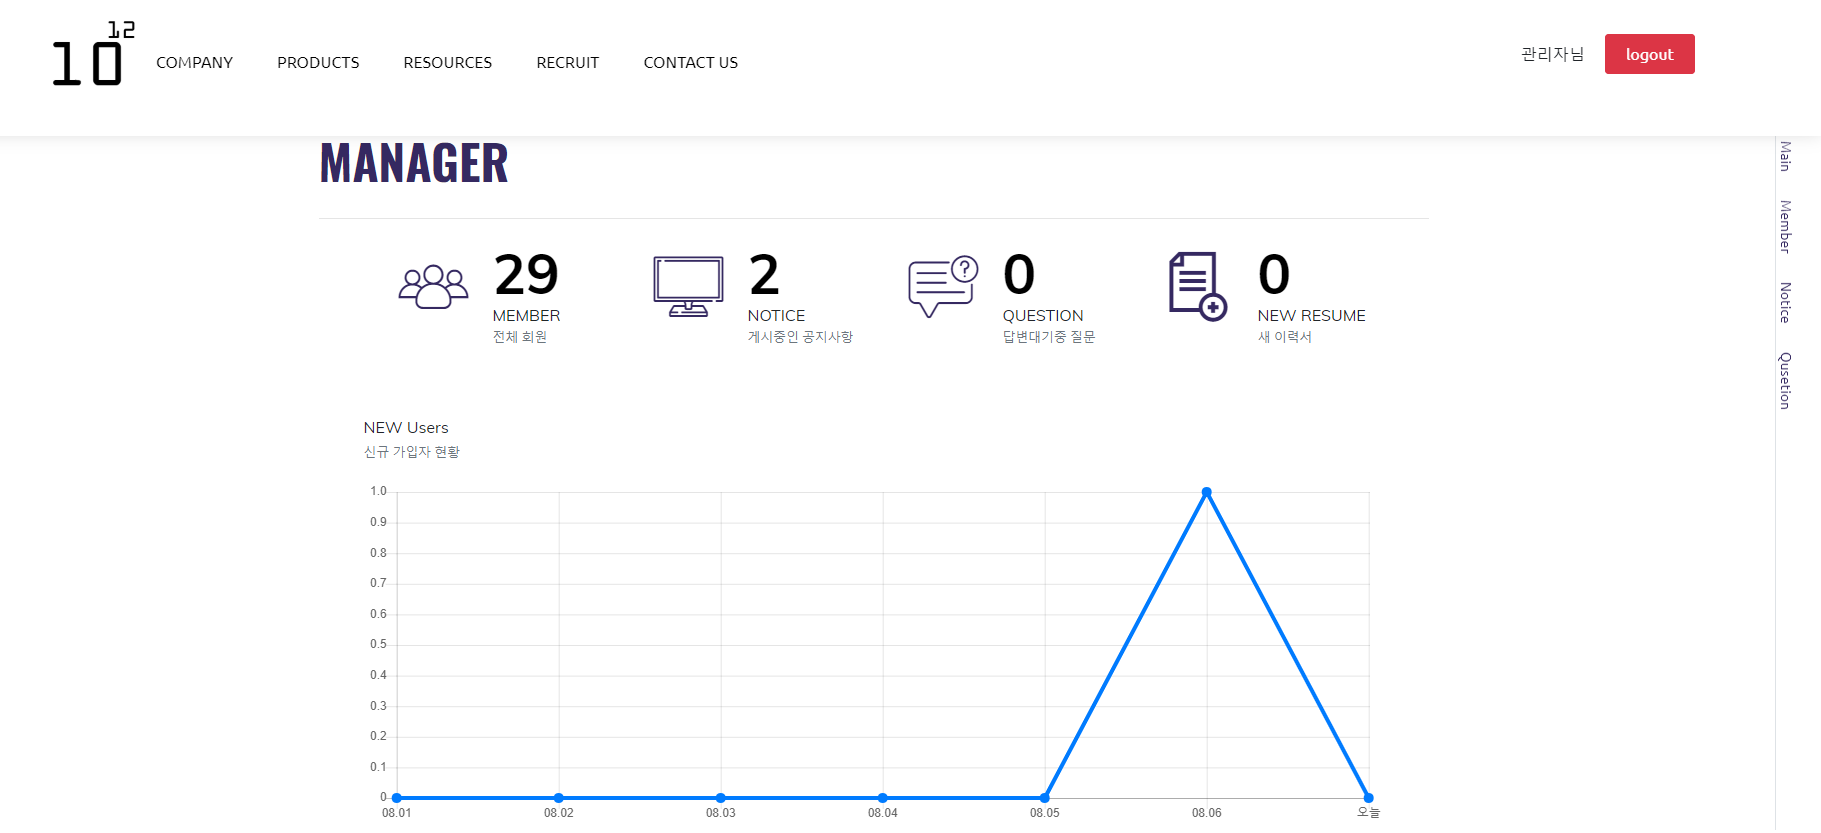 10 12
COMPANY PRODUCTS RESOURCES RECRUIT CONTACT US
관리자님 logout
MANAGER
29
MEMBER
전체 회원
2
NOTICE
게시중인 공지사항
?
0
QUESTION
답변대기중 질문
0
NEW RESUME
새 이력서
Main
Member
Notice
Qusetion
NEW Users
신규 가입자 현황
1.0
0.9
0.8
0.7
0.6
0.5
0.4
0.3
0.2
0.1
0
08.01 08.02 08.03 08.04 08.05 08.06 오늘